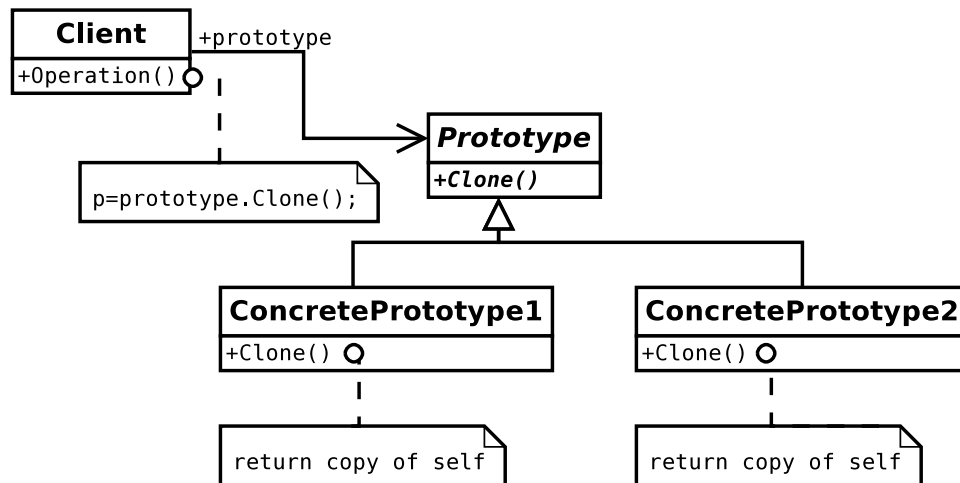 Client
+prototype
+Operation()
Prototype
+Clone()
p=prototype.Clone();
ConcretePrototype1
ConcretePrototype2
+Clone()
+Clone()
return copy of self
return copy of self